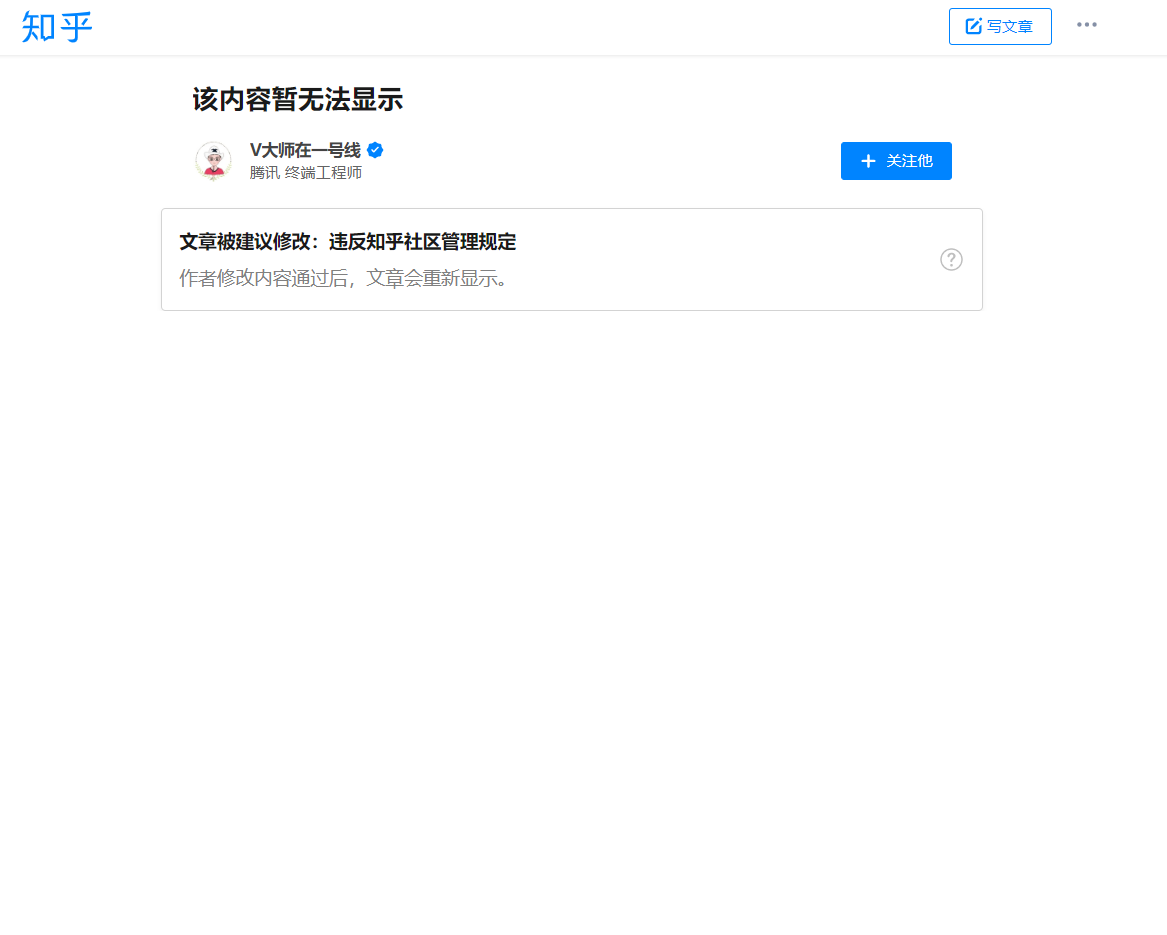 知乎
写文章
该内容暂无法显示
V大师在一号线
腾讯 终端工程师
关注他
文章被建议修改：违反知乎社区管理规定
作者修改内容通过后，文章会重新显示。